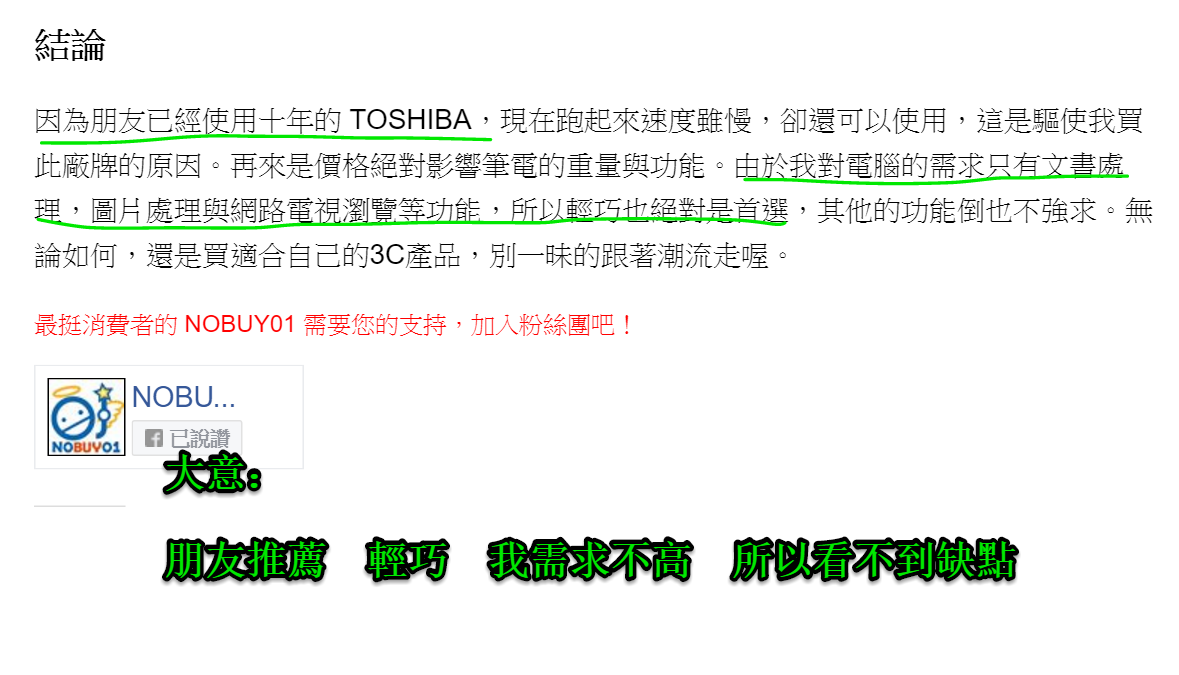 結論
因為朋友已經使用十年的 TOSHIBA，現在跑起來速度雖慢，卻還可以使用，這是驅使我買
此廠牌的原因。再來是價格絕對影響筆電的重量與功能。由於我對電腦的需求只有文書處
理，圖片處理與網路電視瀏覽等功能，所以輕巧也絕對是首選，其他的功能倒也不強求。無
論如何，還是買適合自己的3C產品，別一昧的跟著潮流走喔。
最挺消費者的 NOBUY01 需要您的支持，加入粉絲團吧！
NOBUY01
NOBU...
已說讚
大意：
朋友推薦　輕巧　我需求不高　所以看不到缺點